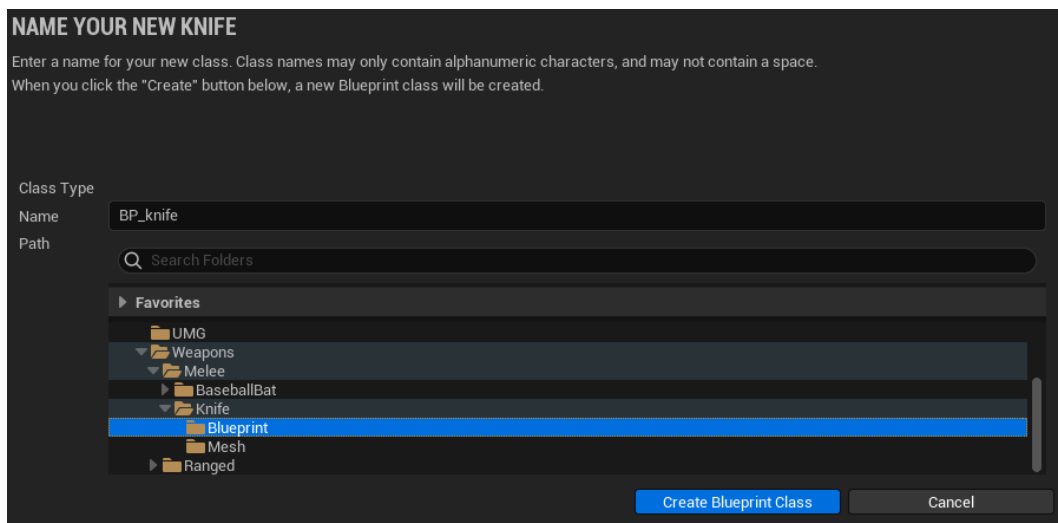 NAME YOUR NEW KNIFE
Enter a name for your new class. Class names may only contain alphanumeric characters, and may not contain a space.
When you click the "Create" button below, a new Blueprint class will be created.
Class Type
Name
BP_knife
Path
Search Folders
Favorites
UMG
Weapons
Melee
BaseballBat
Knife
Blueprint
Mesh
Ranged
Create Blueprint Class
Cancel